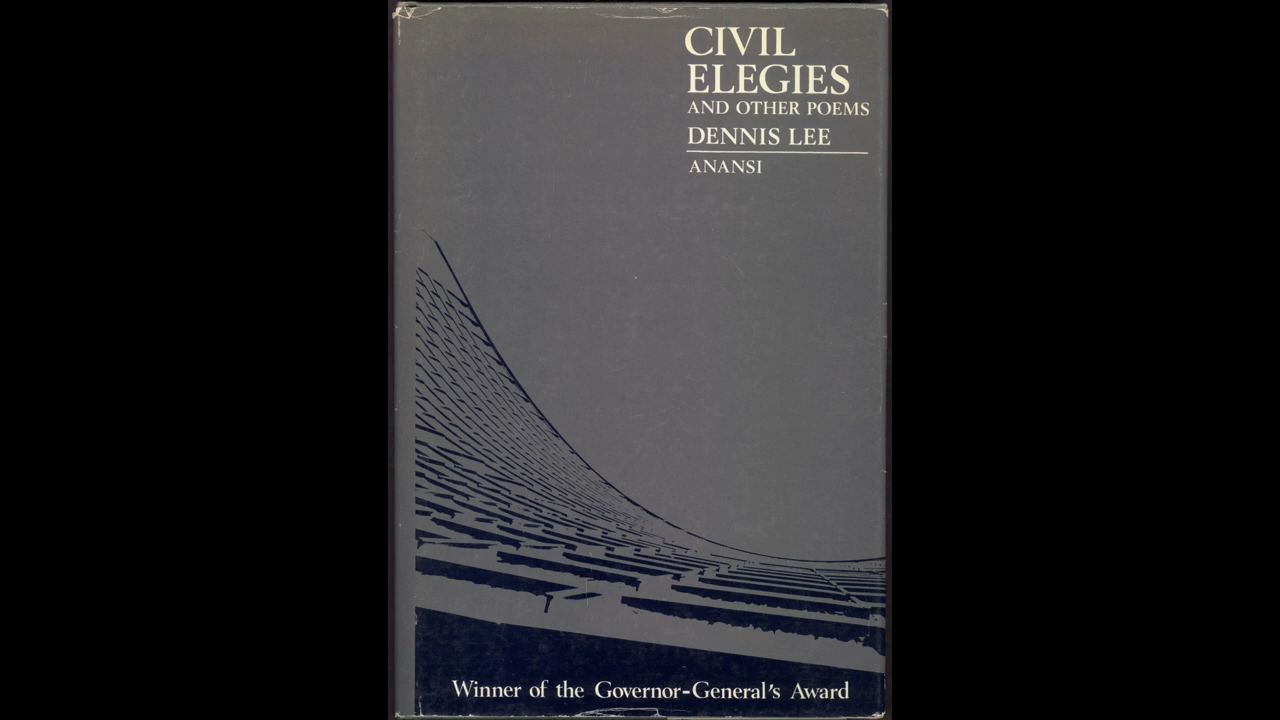 CIVIL
ELEGIES
AND OTHER POEMS
DENNIS LEE
ANANSI
Winner of the Governor-General's Award